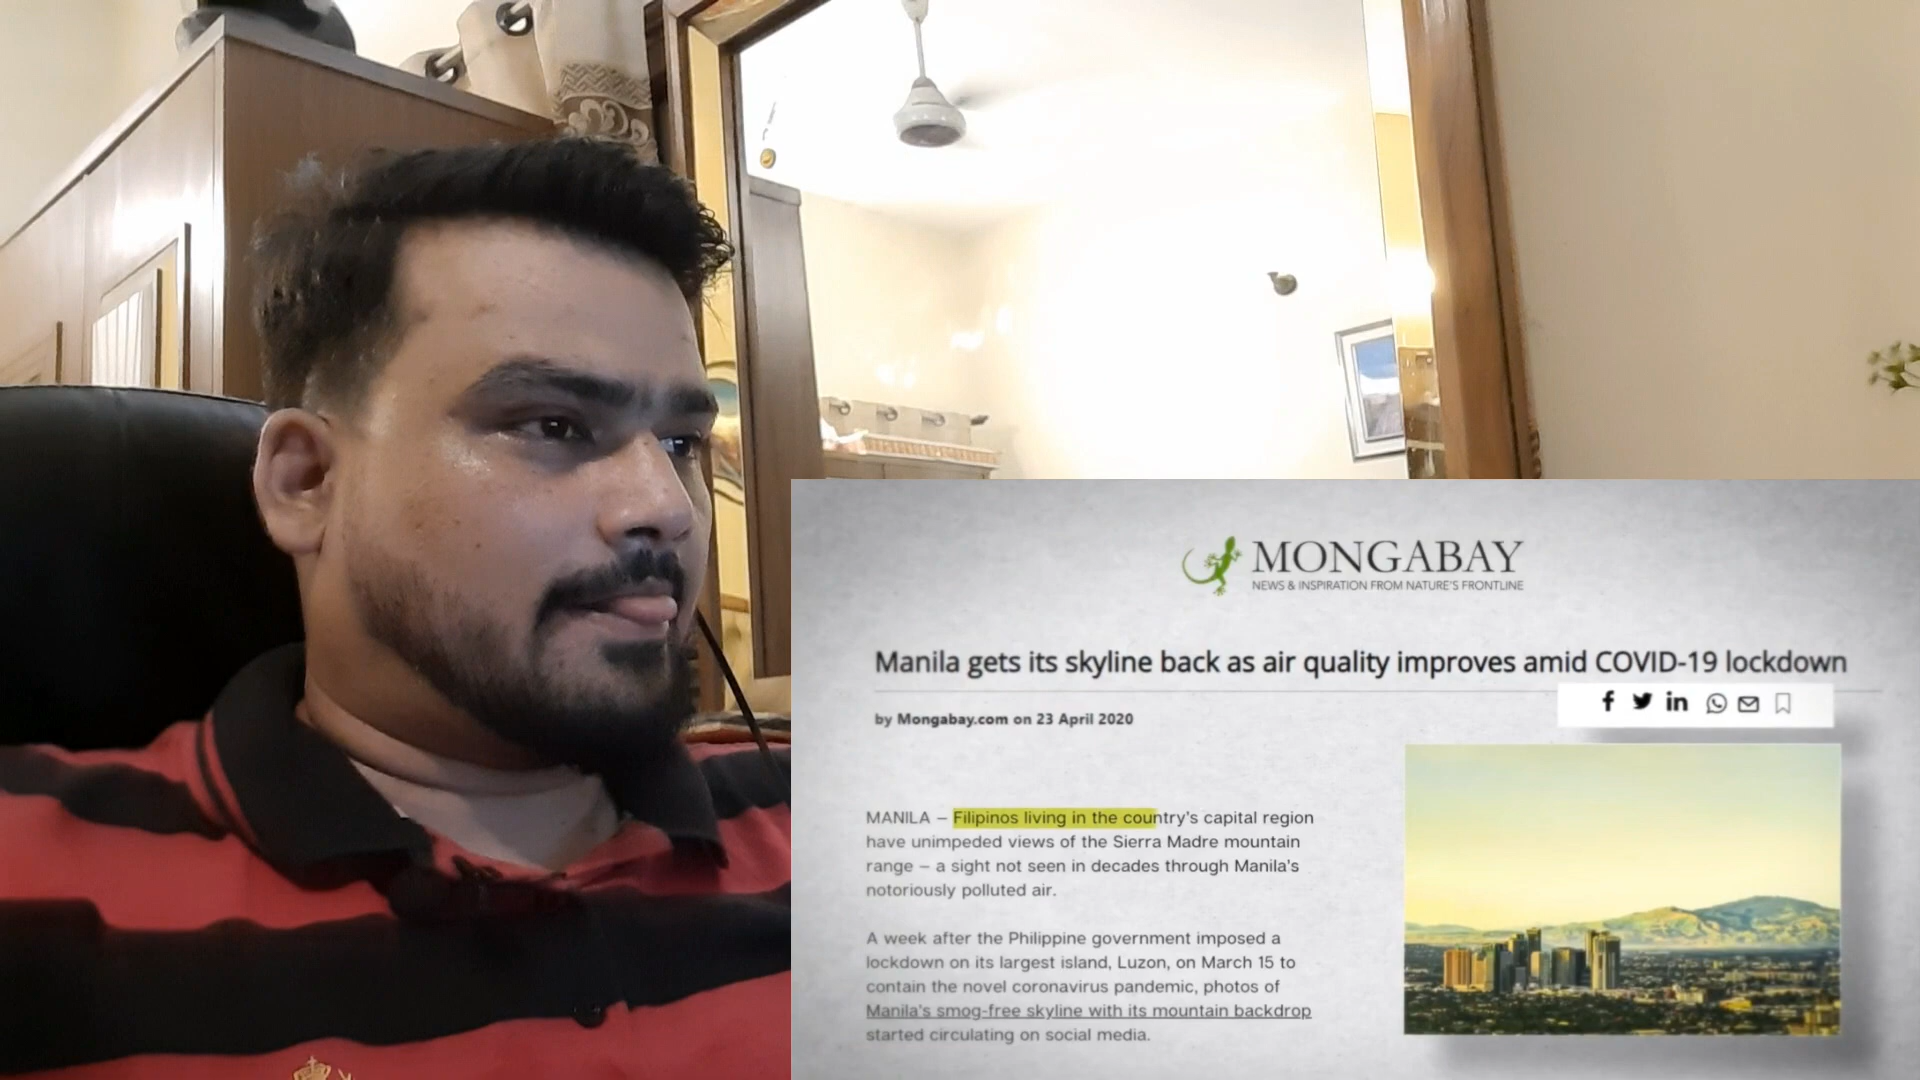 MONGABAY
NEWS & INSPIRATION FROM NATURE'S FRONTLINE
Manila gets its skyline back as air quality improves amid COVID-19 lockdown
by Mongabay.com on 23 April 2020
MANILA – Filipinos living in the country's capital region
have unimpeded views of the Sierra Madre mountain
range – a sight not seen in decades through Manila's
notoriously polluted air.
A week after the Philippine government imposed a
lockdown on its largest island, Luzon, on March 15 to
contain the novel coronavirus pandemic, photos of
Manila's smog-free skyline with its mountain backdrop
started circulating on social media.